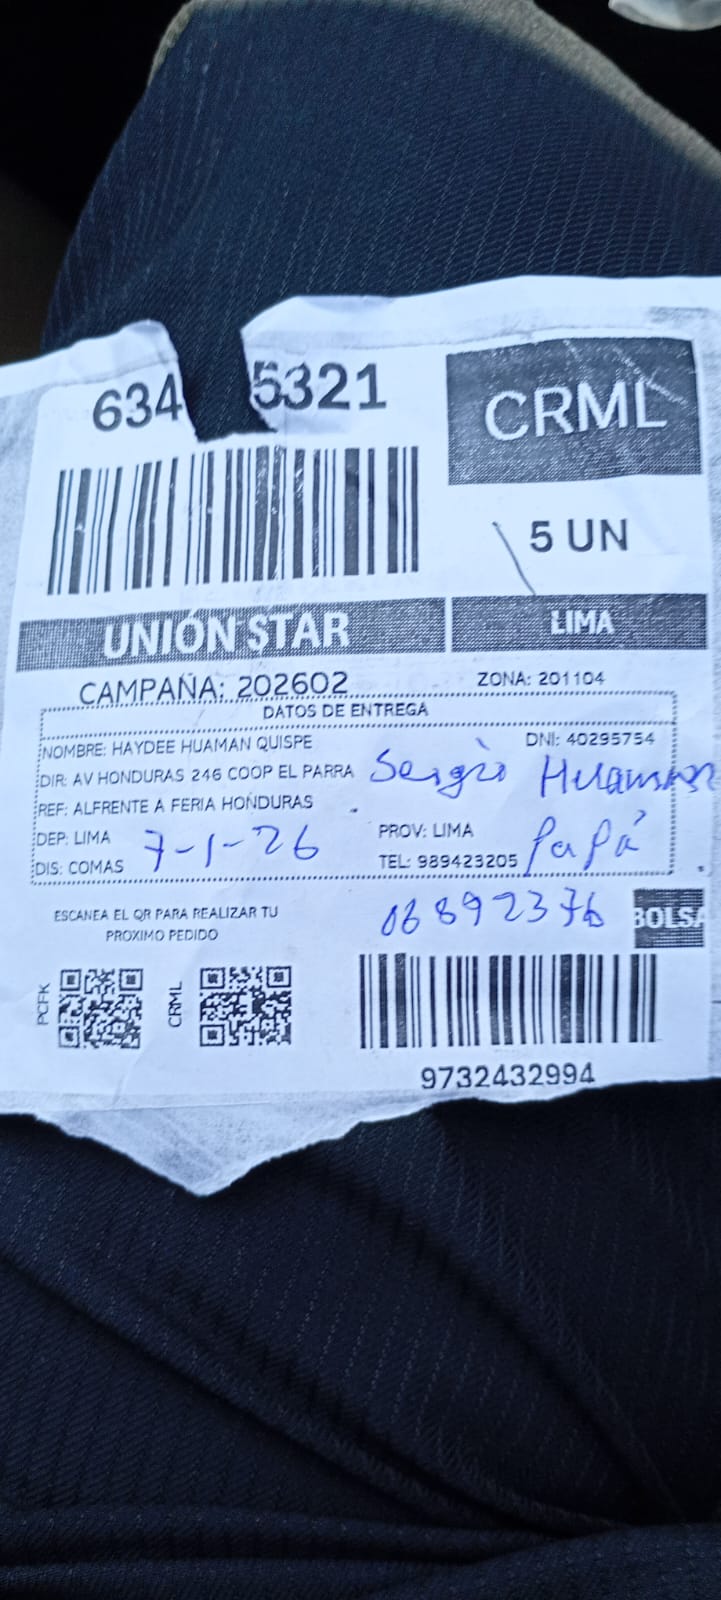 634 5321
CRML
5 UN
UNIÓN STAR
LIMA
CAMPAÑA: 202602
ZONA: 201104
DATOS DE ENTREGA
NOMBRE: HAYDEE HUAMAN QUISPE
DNI: 40295754
DIR: AV HONDURAS 246 COOP EL PARRA
Sergio Huaman
REF: ALFRENTE A FERIA HONDURAS
DEP: LIMA
7-1-26
PROV: LIMA
Papá
DIS: COMAS
TEL: 989423205
06892376
BOLSA
ESCANEA EL QR PARA REALIZAR TU
PROXIMO PEDIDO
PCFK
CRML
9732432994